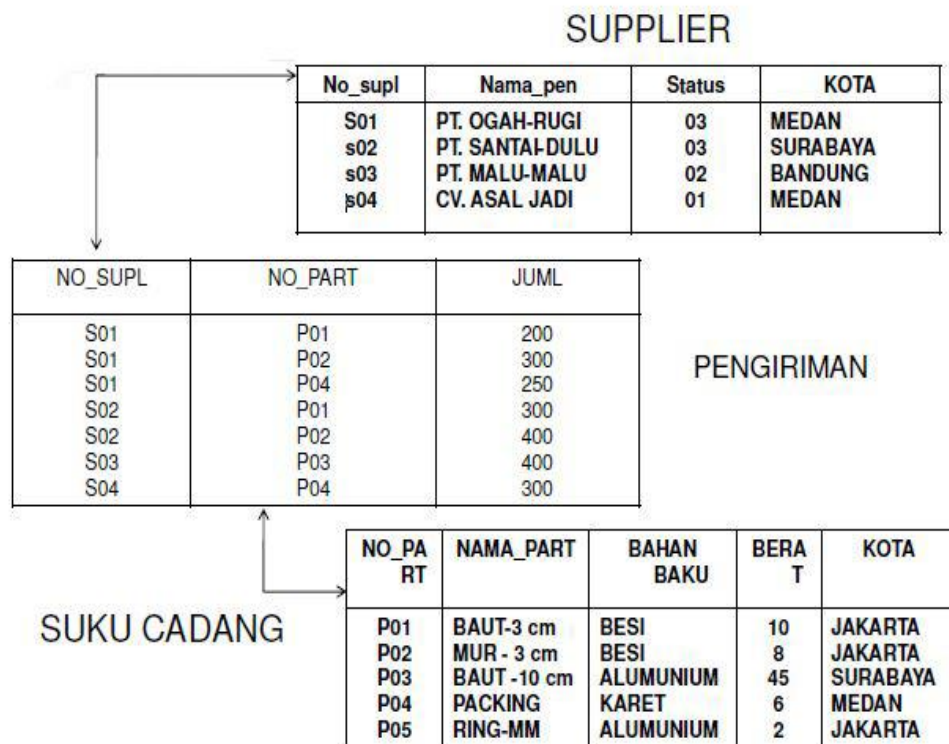 SUPPLIER
No_supl Nama_pen Status KOTA
S01 PT. OGAH-RUGI 03 MEDAN
s02 PT. SANTAI-DULU 03 SURABAYA
s03 PT. MALU-MALU 02 BANDUNG
s04 CV. ASAL JADI 01 MEDAN
NO_SUPL NO_PART JUML
S01 P01 200
S01 P02 300
S01 P04 250
S02 P01 300
S02 P02 400
S03 P03 400
S04 P04 300
PENGIRIMAN
SUKU CADANG
NO_PA NAMA_PART BAHAN BERA KOTA
RT BAKU T
P01 BAUT-3 cm BESI 10 JAKARTA
P02 MUR - 3 cm BESI 8 JAKARTA
P03 BAUT -10 cm ALUMUNIUM 45 SURABAYA
P04 PACKING KARET 6 MEDAN
P05 RING-MM ALUMUNIUM 2 JAKARTA